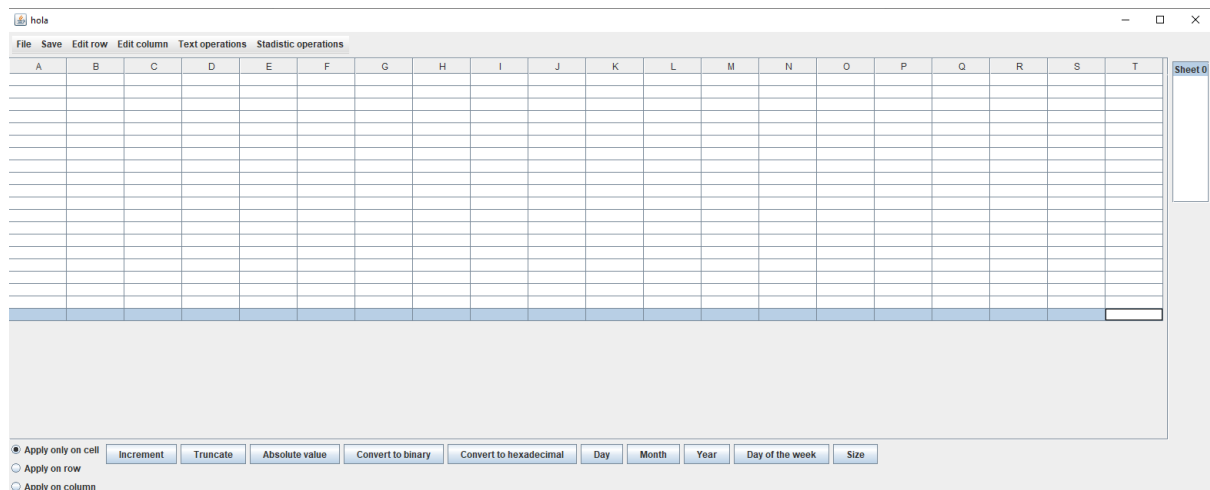 hola
File Save Edit row Edit column Text operations Stadistic operations
A B C D E F G H I J K L M N O P Q R S T
Sheet 0
Apply only on cell
Increment Truncate Absolute value Convert to binary Convert to hexadecimal Day Month Year Day of the week Size
Apply on row
Apply on column